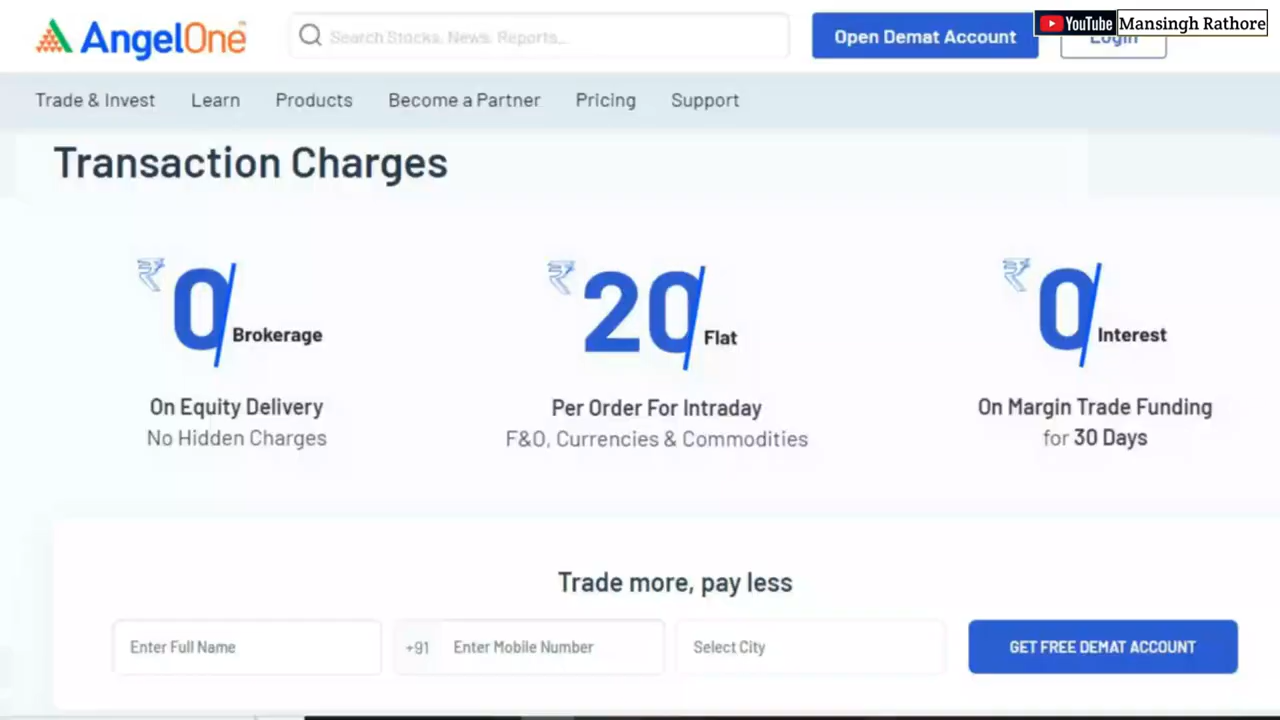 AngelOne
Search Stocks, News, Reports...
Open Demat Account
Login
YouTube Mansingh Rathore
Trade & Invest Learn Products Become a Partner Pricing Support
Transaction Charges
₹0 Brokerage
On Equity Delivery
No Hidden Charges
₹20 Flat
Per Order For Intraday
F&O, Currencies & Commodities
₹0 Interest
On Margin Trade Funding
for 30 Days
Trade more, pay less
Enter Full Name
+91 Enter Mobile Number
Select City
GET FREE DEMAT ACCOUNT